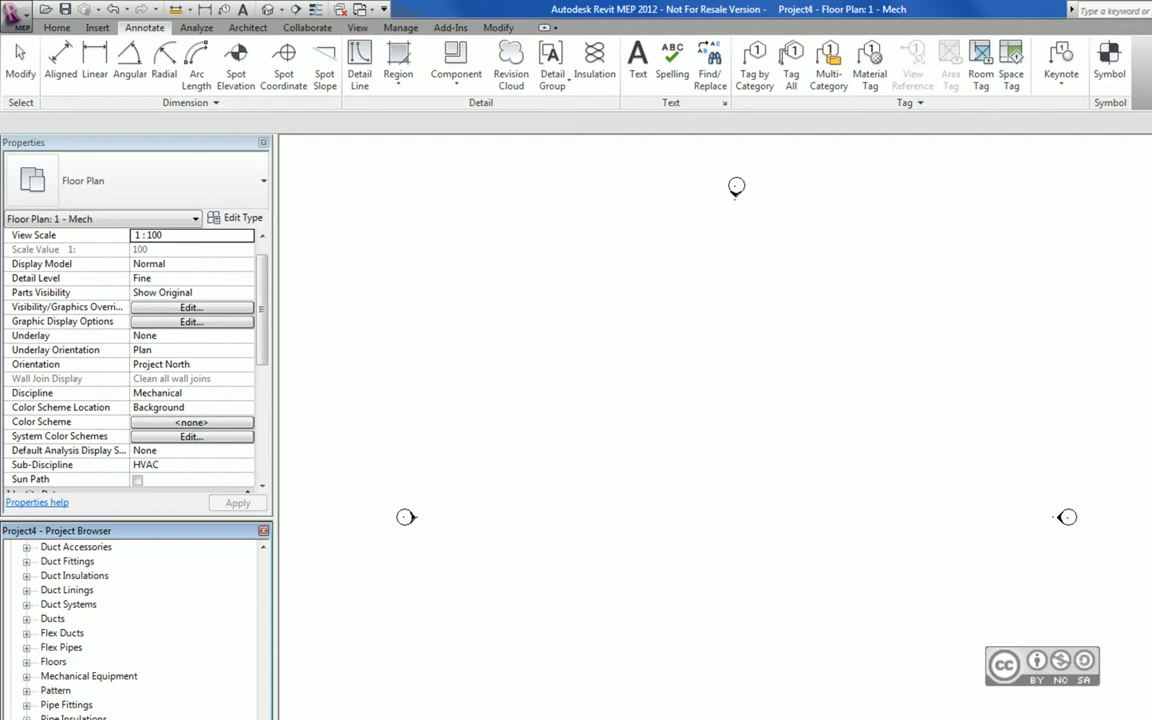 Autodesk Revit MEP 2012 - Not For Resale Version - Project4 - Floor Plan: 1 - Mech
Type a keyword or
MEP
Home Insert Annotate Analyze Architect Collaborate View Manage Add-Ins Modify
Modify Aligned Linear Angular Radial Arc Length Spot Elevation Spot Coordinate Spot Slope Detail Line Region Component Revision Cloud Detail Group Insulation Text Spelling Find/ Replace Tag by Category Tag All Multi- Category Material Tag View Reference Area Tag Room Tag Space Tag Keynote Symbol
Select Dimension Detail Text Tag Symbol
Properties
Floor Plan
Floor Plan: 1 - Mech Edit Type
View Scale 1 : 100
Scale Value 1: 100
Display Model Normal
Detail Level Fine
Parts Visibility Show Original
Visibility/Graphics Overri... Edit...
Graphic Display Options Edit...
Underlay None
Underlay Orientation Plan
Orientation Project North
Wall Join Display Clean all wall joins
Discipline Mechanical
Color Scheme Location Background
Color Scheme <none>
System Color Schemes Edit...
Default Analysis Display S... None
Sub-Discipline HVAC
Sun Path
Properties help Apply
Project4 - Project Browser
Duct Accessories
Duct Fittings
Duct Insulations
Duct Linings
Duct Systems
Ducts
Flex Ducts
Flex Pipes
Floors
Mechanical Equipment
Pattern
Pipe Fittings
Pipe Insulations
cc BY NC SA